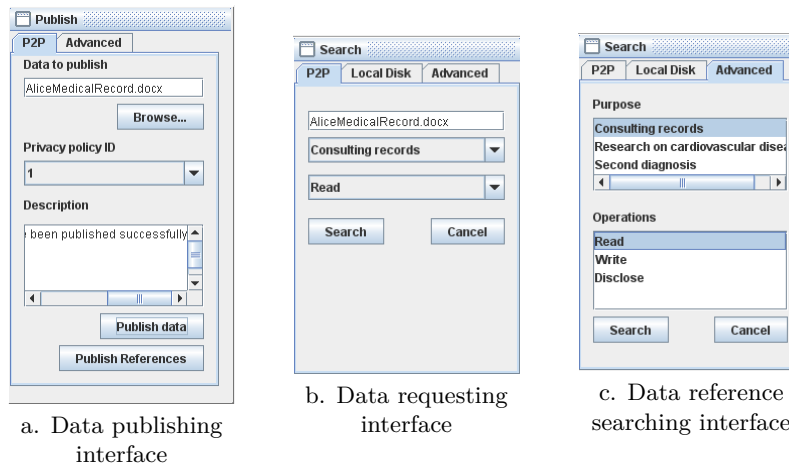 Publish
P2P Advanced
Data to publish
AliceMedicalRecord.docx
Browse...
Privacy policy ID
1
Description
been published successfully
Publish data
Publish References
a. Data publishing
interface
Search
P2P Local Disk Advanced
AliceMedicalRecord.docx
Consulting records
Read
Search Cancel
b. Data requesting
interface
Search
P2P Local Disk Advanced
Purpose
Consulting records
Research on cardiovascular disea
Second diagnosis
Operations
Read
Write
Disclose
Search Cancel
c. Data reference
searching interface